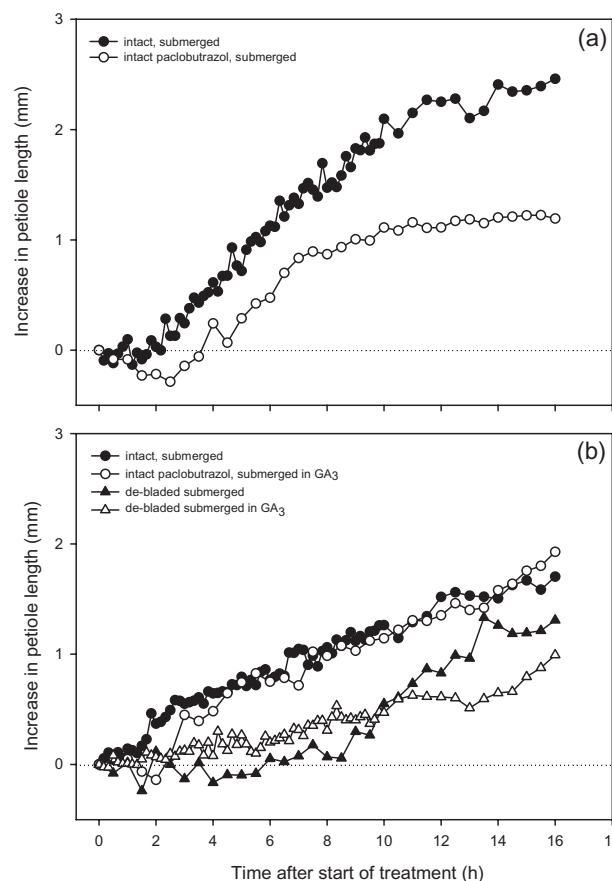 (a)
intact, submerged
intact paclobutrazol, submerged
Increase in petiole length (mm)
3
2
1
0
(b)
intact, submerged
intact paclobutrazol, submerged in GA3
de-bladed submerged
de-bladed submerged in GA3
Increase in petiole length (mm)
3
2
1
0
0 2 4 6 8 10 12 14 16 1
Time after start of treatment (h)